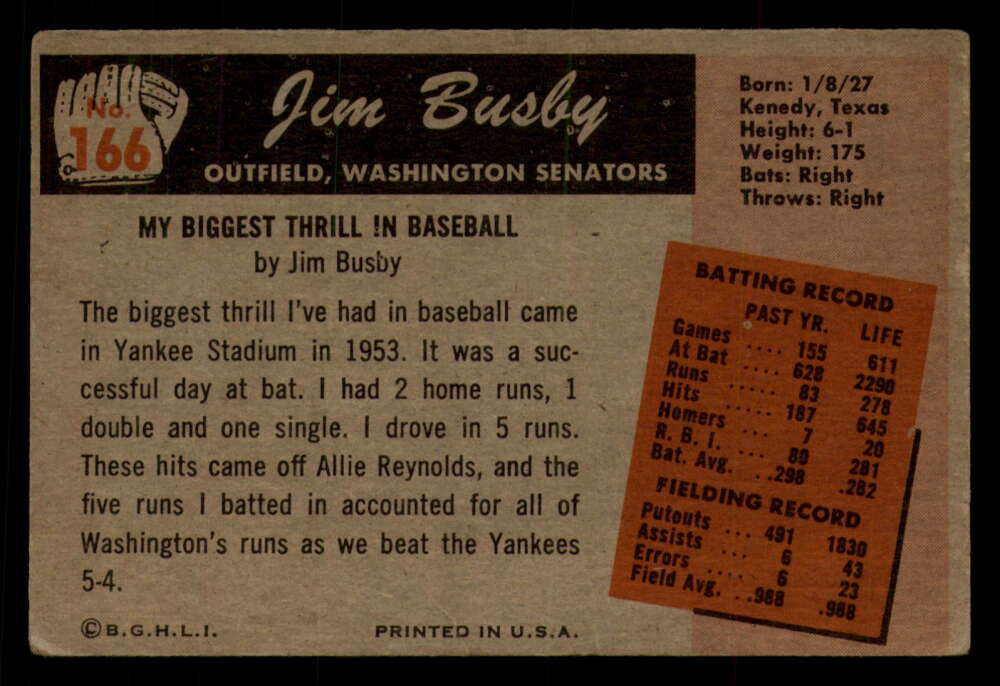 No.
166
Jim Busby
OUTFIELD, WASHINGTON SENATORS
Born: 1/8/27
Kenedy, Texas
Height: 6-1
Weight: 175
Bats: Right
Throws: Right
MY BIGGEST THRILL IN BASEBALL
by Jim Busby
The biggest thrill I've had in baseball came
in Yankee Stadium in 1953. It was a suc-
cessful day at bat. I had 2 home runs, 1
double and one single. I drove in 5 runs.
These hits came off Allie Reynolds, and the
five runs I batted in accounted for all of
Washington's runs as we beat the Yankees
5-4.
BATTING RECORD
PAST YR. LIFE
Games .... 155 611
At Bat .... 628 2290
Runs ..... 83 278
Hits ..... 187 645
Homers ... 7 20
R. B. I. ... 80 281
Bat. Avg. .298 .282
FIELDING RECORD
Putouts ... 491 1830
Assists ... 6 43
Errors .... 6 23
Field Avg. .988 .988
©B.G.H.L.I.
PRINTED IN U.S.A.